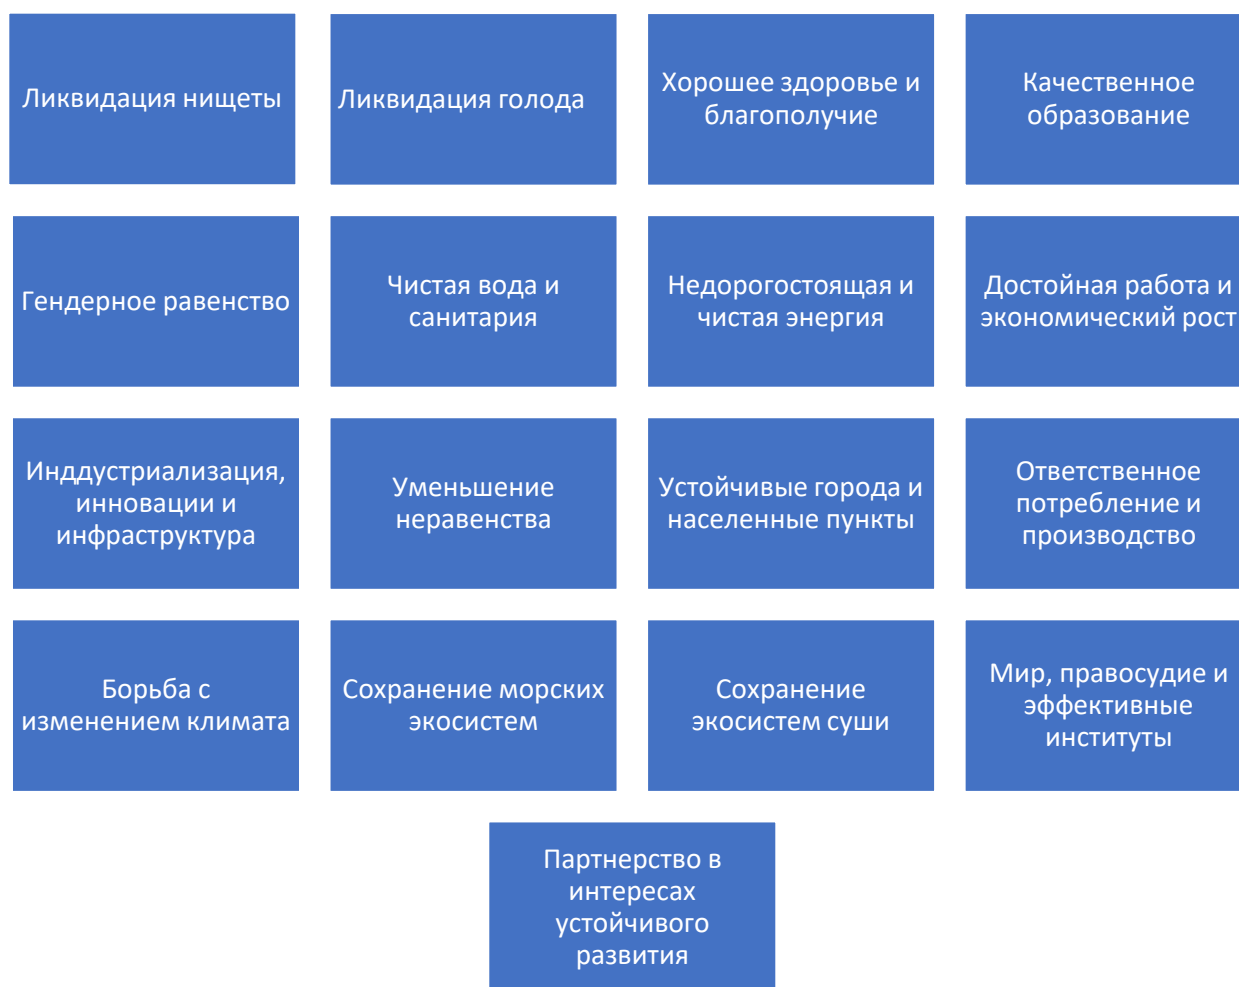 Ликвидация нищеты
Ликвидация голода
Хорошее здоровье и
благополучие
Качественное
образование
Гендерное равенство
Чистая вода и
санитария
Недорогостоящая и
чистая энергия
Достойная работа и
экономический рост
Инддустриализация,
инновации и
инфраструктура
Уменьшение
неравенства
Устойчивые города и
населенные пункты
Ответственное
потребление и
производство
Борьба с
изменением климата
Сохранение морских
экосистем
Сохранение
экосистем суши
Мир, правосудие и
эффективные
институты
Партнерство в
интересах
устойчивого
развития